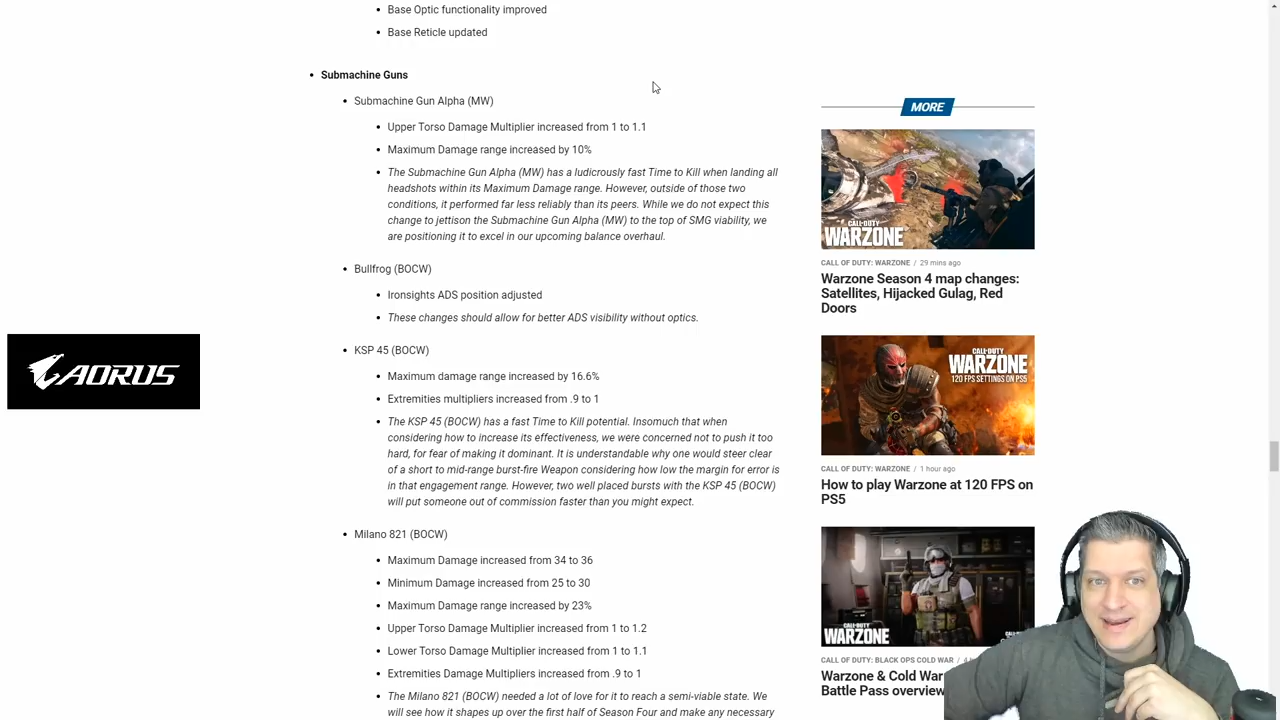 Base Optic functionality improved
Base Reticle updated
Submachine Guns
Submachine Gun Alpha (MW)
Upper Torso Damage Multiplier increased from 1 to 1.1
Maximum Damage range increased by 10%
The Submachine Gun Alpha (MW) has a ludicrously fast Time to Kill when landing all
headshots within its Maximum Damage range. However, outside of those two
conditions, it performed far less reliably than its peers. While we do not expect this
change to jettison the Submachine Gun Alpha (MW) to the top of SMG viability, we
are positioning it to excel in our upcoming balance overhaul.
Bullfrog (BOCW)
Ironsights ADS position adjusted
These changes should allow for better ADS visibility without optics.
KSP 45 (BOCW)
Maximum damage range increased by 16.6%
Extremities multipliers increased from .9 to 1
The KSP 45 (BOCW) has a fast Time to Kill potential. Insomuch that when
considering how to increase its effectiveness, we were concerned not to push it too
hard, for fear of making it dominant. It is understandable why one would steer clear
of a short to mid-range burst-fire Weapon considering how low the margin for error is
in that engagement range. However, two well placed bursts with the KSP 45 (BOCW)
will put someone out of commission faster than you might expect.
Milano 821 (BOCW)
Maximum Damage increased from 34 to 36
Minimum Damage increased from 25 to 30
Maximum Damage range increased by 23%
Upper Torso Damage Multiplier increased from 1 to 1.2
Lower Torso Damage Multiplier increased from 1 to 1.1
Extremities Damage Multipliers increased from .9 to 1
The Milano 821 (BOCW) needed a lot of love for it to reach a semi-viable state. We
will see how it shapes up over the first half of Season Four and make any necessary
AORUS
MORE
CALL OF DUTY
WARZONE
CALL OF DUTY: WARZONE / 29 mins ago
Warzone Season 4 map changes:
Satellites, Hijacked Gulag, Red
Doors
CALL OF DUTY
WARZONE
120 FPS SETTINGS ON PS5
CALL OF DUTY: WARZONE / 1 hour ago
How to play Warzone at 120 FPS on
PS5
CALL OF DUTY
WARZONE
CALL OF DUTY: BLACK OPS COLD WAR /
Warzone & Cold War
Battle Pass overview